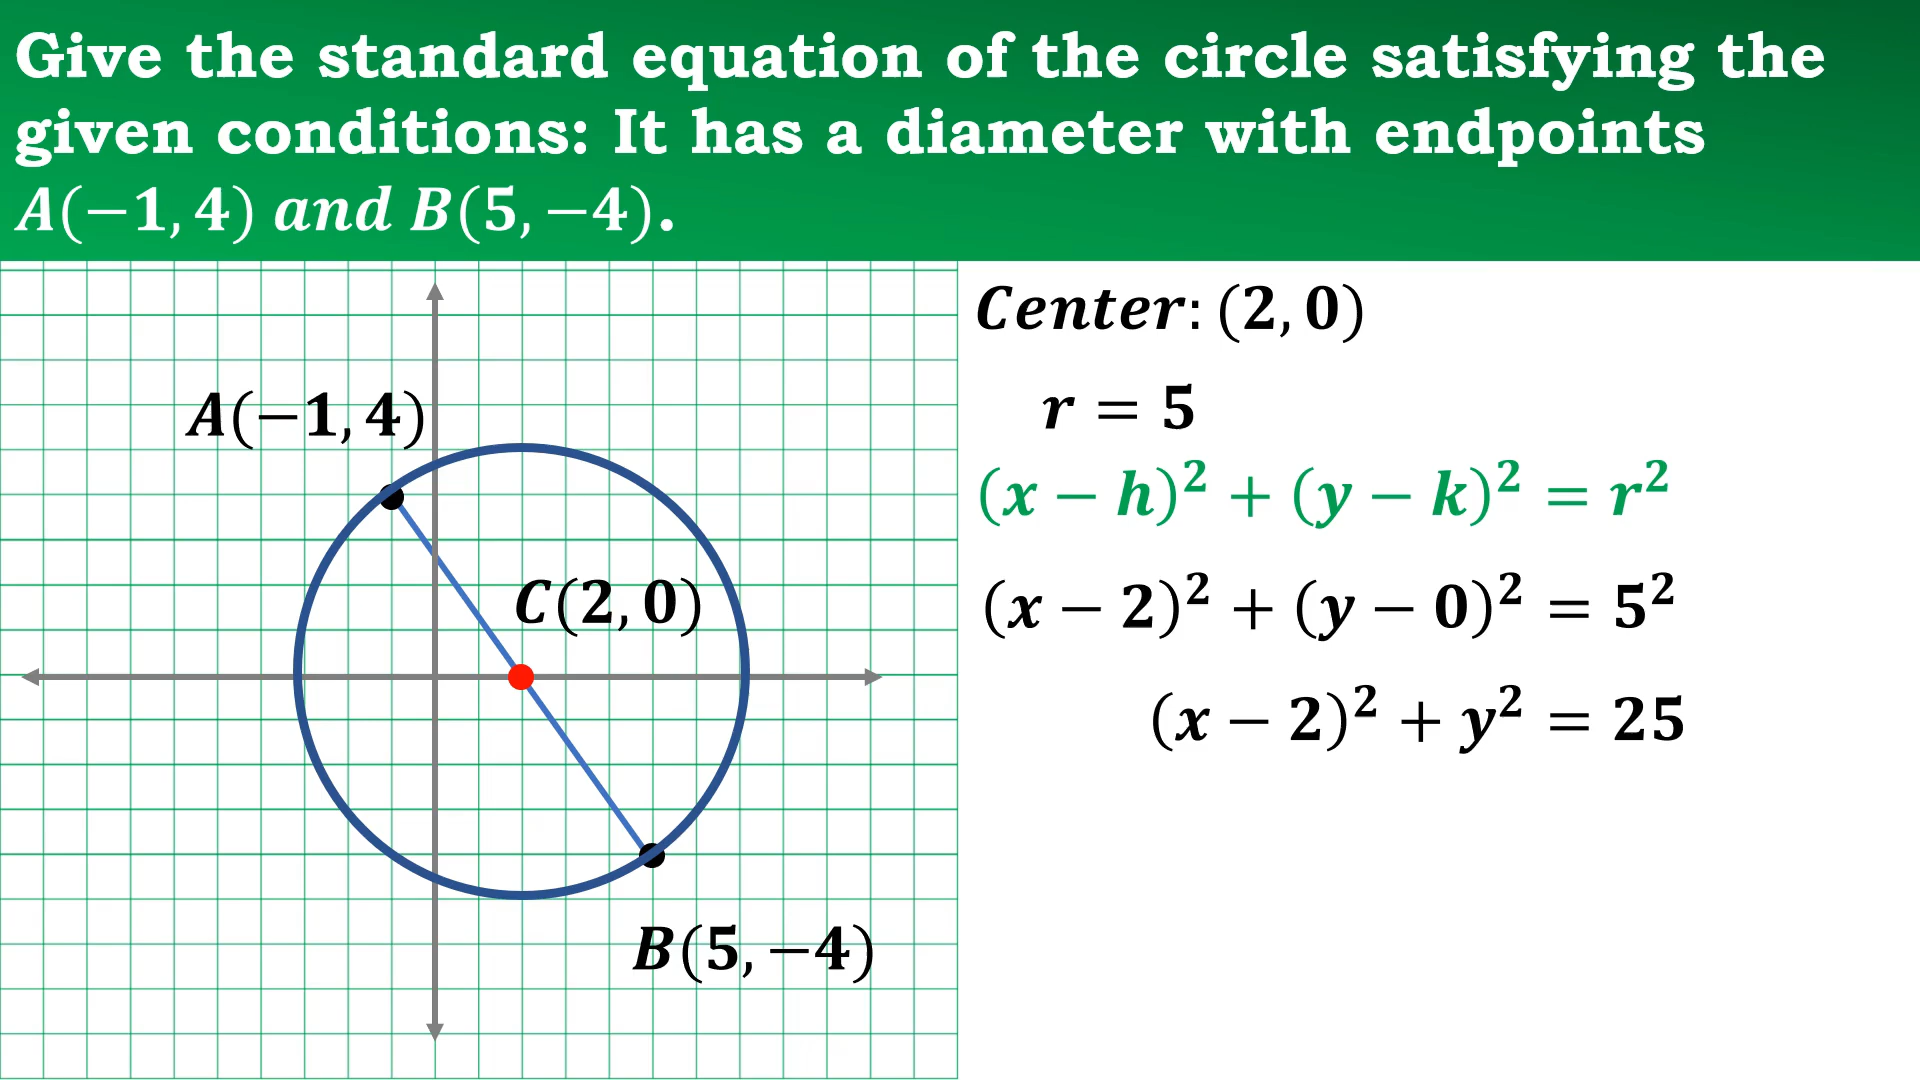 Give the standard equation of the circle satisfying the
given conditions: It has a diameter with endpoints
A(−1, 4) and B(5, −4).
A(−1, 4)
C(2, 0)
B(5, −4)
Center: (2, 0)
r = 5
(x − h)² + (y − k)² = r²
(x − 2)² + (y − 0)² = 5²
(x − 2)² + y² = 25